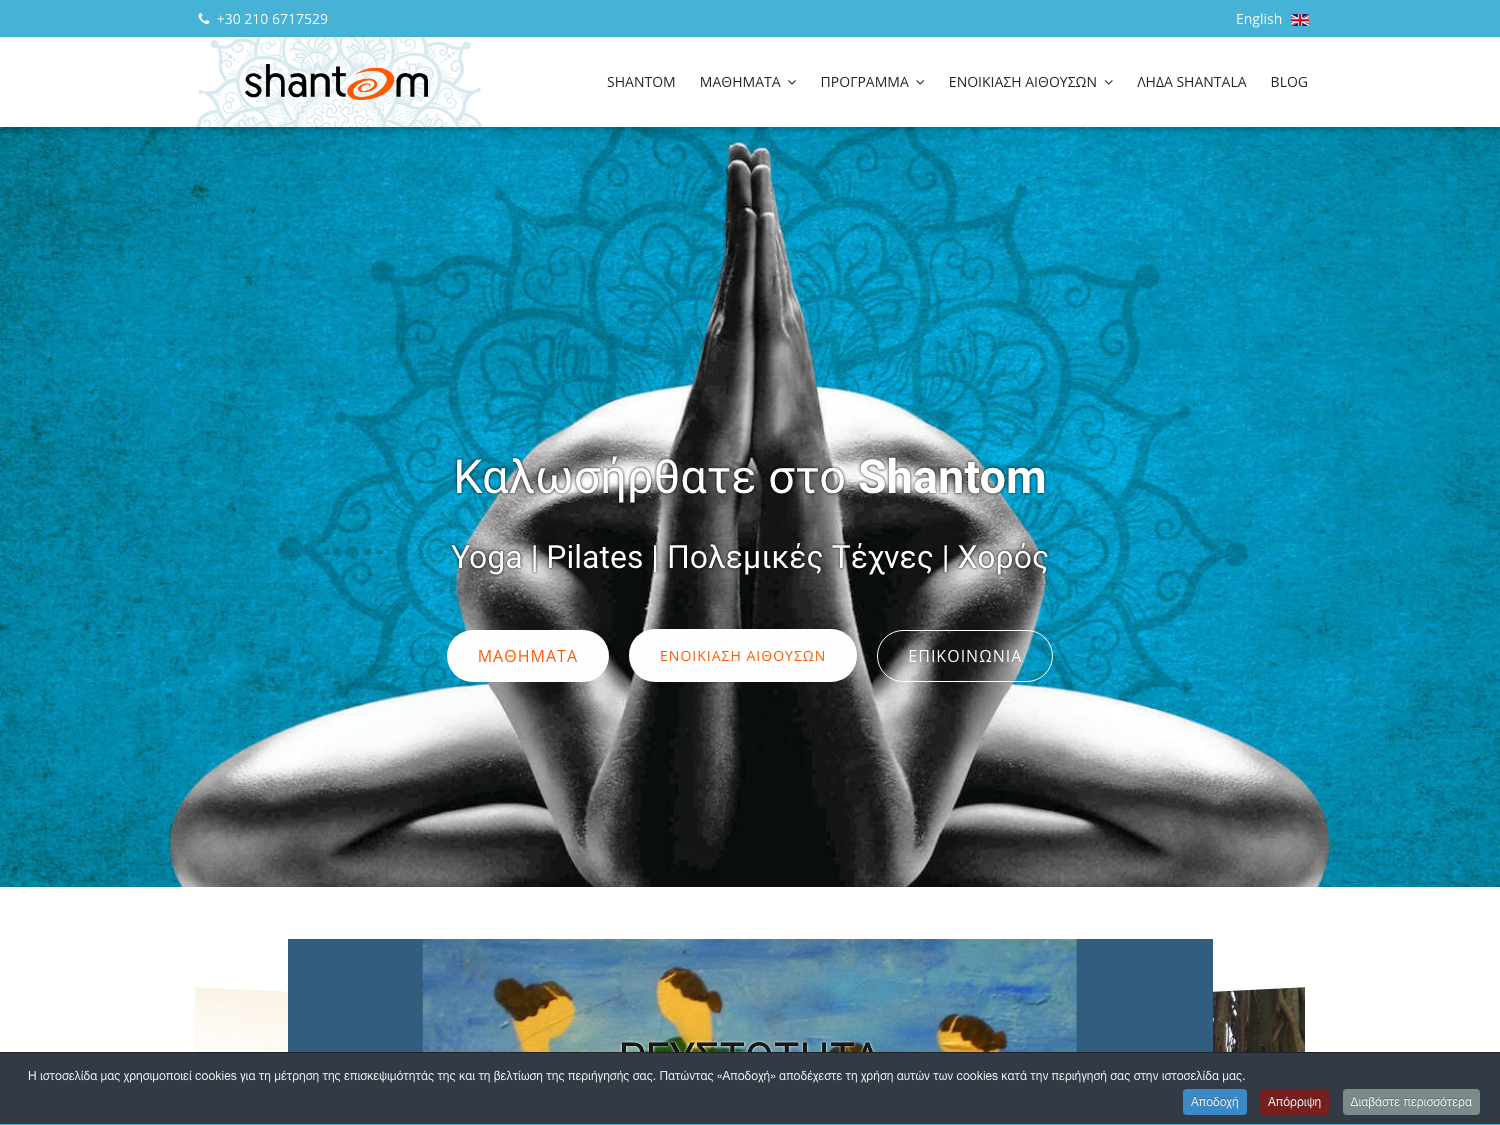 +30 210 6717529
English
shantom
SHANTOM ΜΑΘΗΜΑΤΑ ΠΡΟΓΡΑΜΜΑ ΕΝΟΙΚΙΑΣΗ ΑΙΘΟΥΣΩΝ ΛΗΔΑ SHANTALA BLOG
Καλωσήρθατε στο Shantom
Yoga | Pilates | Πολεμικές Τέχνες | Χορός
ΜΑΘΗΜΑΤΑ ΕΝΟΙΚΙΑΣΗ ΑΙΘΟΥΣΩΝ ΕΠΙΚΟΙΝΩΝΙΑ
ΡΕΥΣΤΟΤΗΤΑ
Η ιστοσελίδα μας χρησιμοποιεί cookies για τη μέτρηση της επισκεψιμότητάς της και τη βελτίωση της περιήγησής σας. Πατώντας «Αποδοχή» αποδέχεστε τη χρήση αυτών των cookies κατά την περιήγησή σας στην ιστοσελίδα μας.
Αποδοχή Απόρριψη Διαβάστε περισσότερα